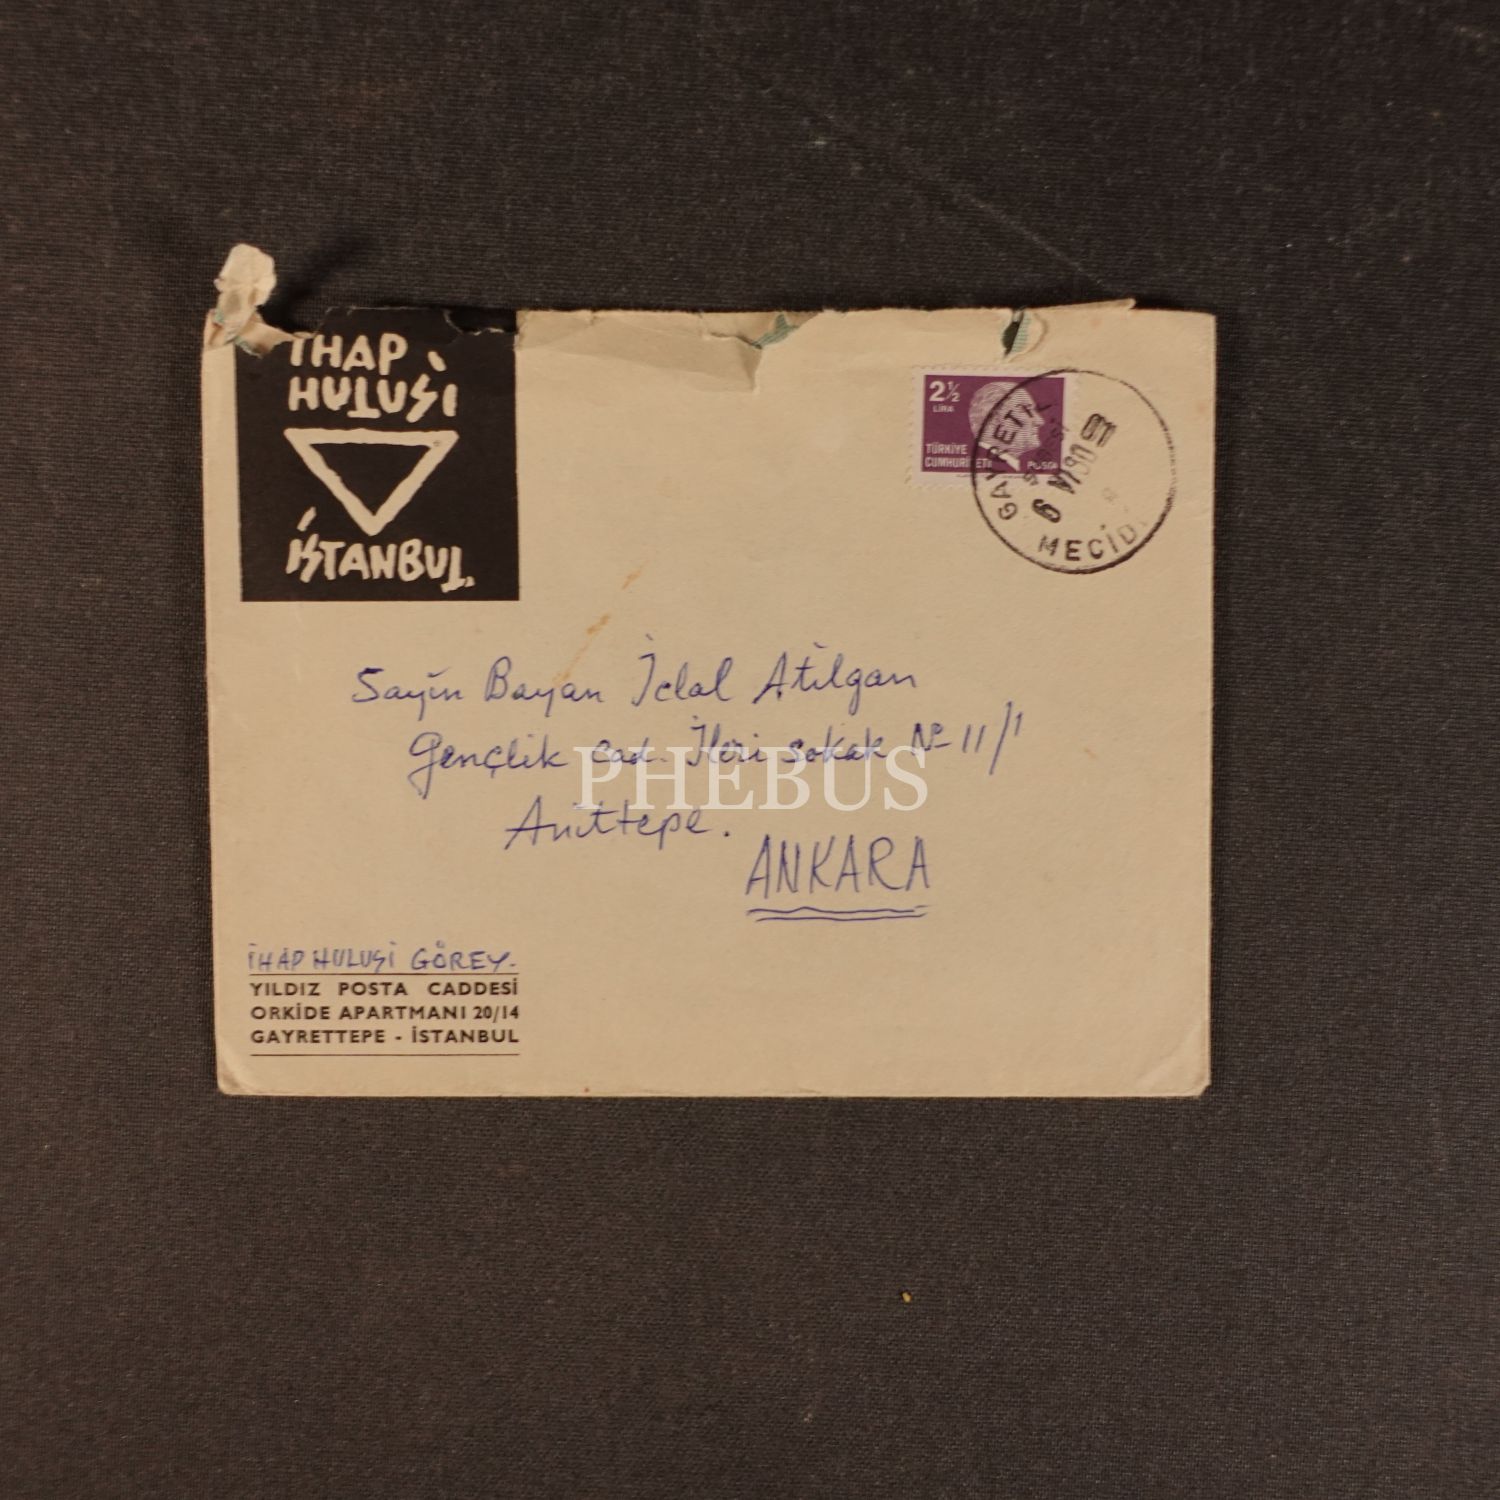 İHAP
HULUSİ
İSTANBUL.
2½
LİRA
TÜRKİYE
CUMHURİYETİ
POSTA
MECİD
Sayın Bayan İclal Atılgan
Gençlik Cad. İleri Sokak No 11/1
Anıttepe.
ANKARA
PHEBUS
İHAP HULUSİ GÖREY.
YILDIZ POSTA CADDESİ
ORKİDE APARTMANI 20/14
GAYRETTEPE - İSTANBUL